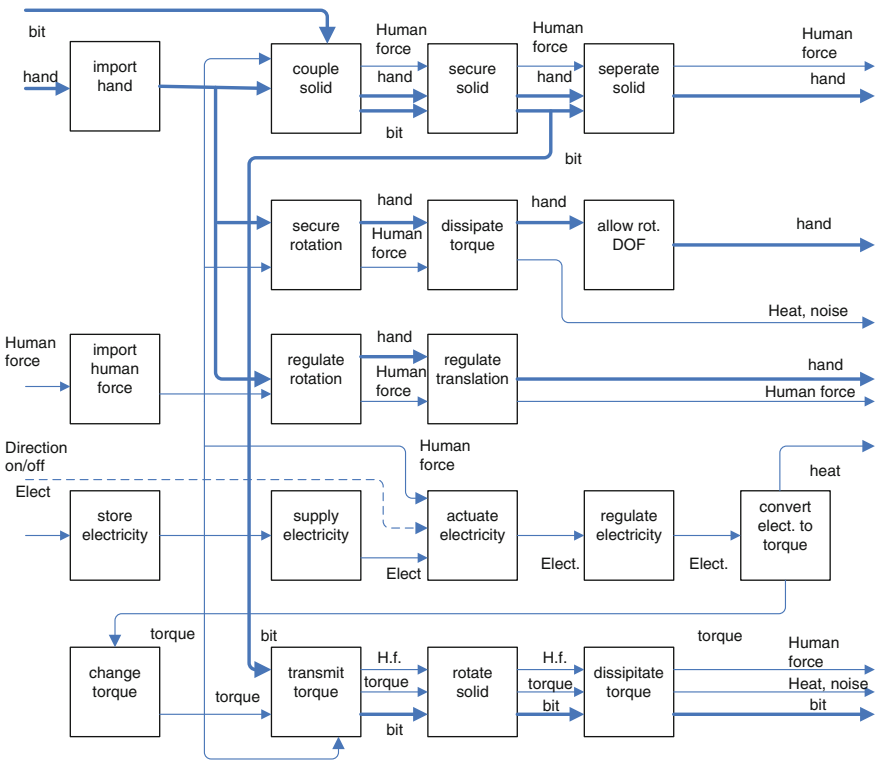 bit
hand
import
hand
couple
solid
Human
force
hand
bit
secure
solid
Human
force
hand
bit
seperate
solid
Human
force
hand
secure
rotation
hand
Human
force
dissipate
torque
hand
allow rot.
DOF
hand
Heat, noise
Human
force
import
human
force
regulate
rotation
hand
Human
force
regulate
translation
hand
Human force
Direction
on/off
Elect
Human
force
store
electricity
supply
electricity
Elect
actuate
electricity
Elect.
regulate
electricity
Elect.
convert
elect. to
torque
heat
torque
change
torque
torque
bit
transmit
torque
H.f.
torque
bit
rotate
solid
H.f.
torque
bit
dissipitate
torque
torque
Human
force
Heat, noise
bit